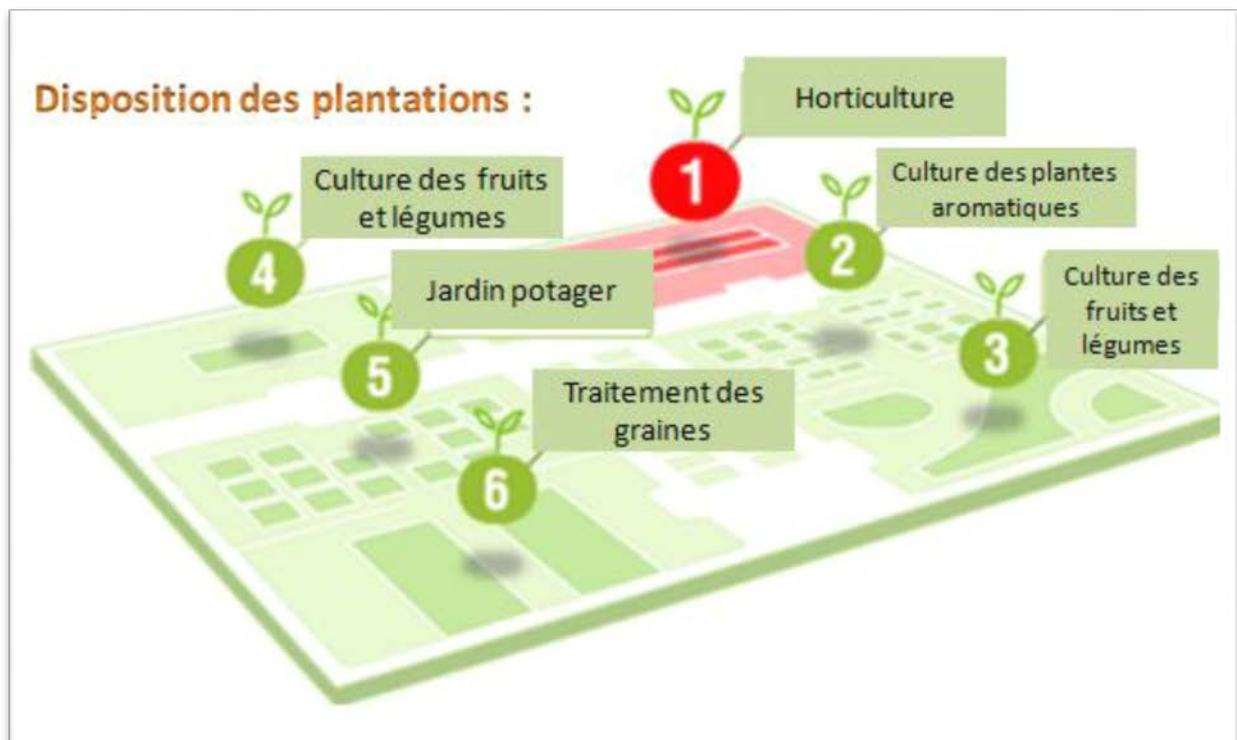 Disposition des plantations :
1
Horticulture
2
Culture des plantes
aromatiques
3
Culture des
fruits et
légumes
4
Culture des fruits
et légumes
5
Jardin potager
6
Traitement des
graines